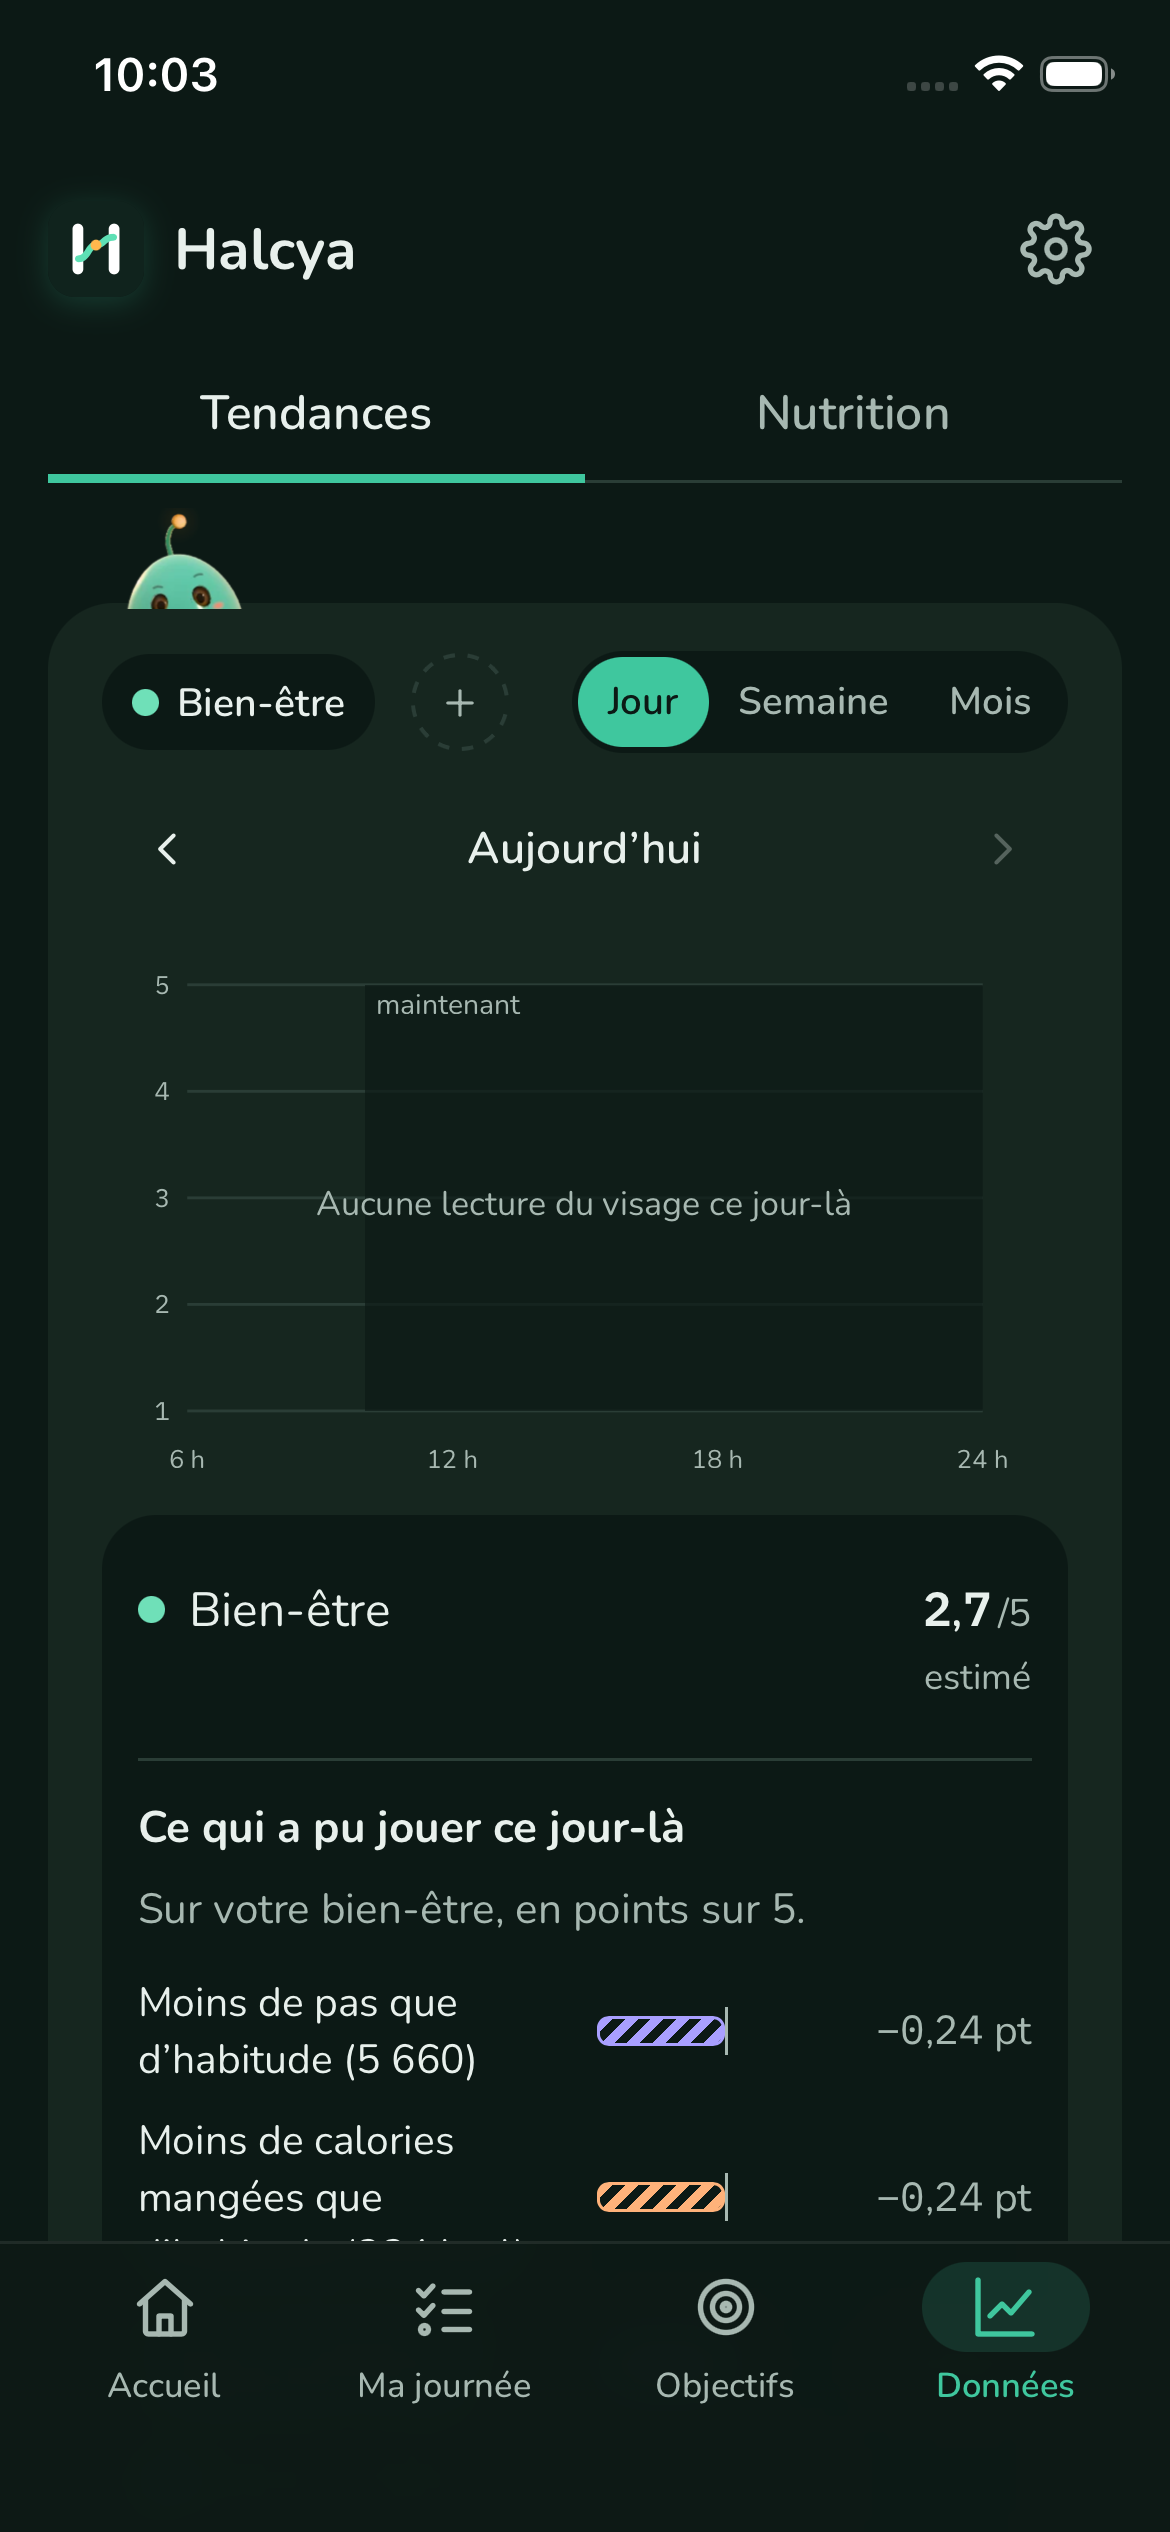 10:03
Halcya
Tendances
Nutrition
Bien-être
Jour
Semaine
Mois
Aujourd’hui
5
maintenant
4
3
Aucune lecture du visage ce jour-là
2
1
6 h
12 h
18 h
24 h
Bien-être
2,7 /5
estimé
Ce qui a pu jouer ce jour-là
Sur votre bien-être, en points sur 5.
Moins de pas que
d’habitude (5 660)
−0,24 pt
Moins de calories
mangées que
−0,24 pt
Accueil
Ma journée
Objectifs
Données